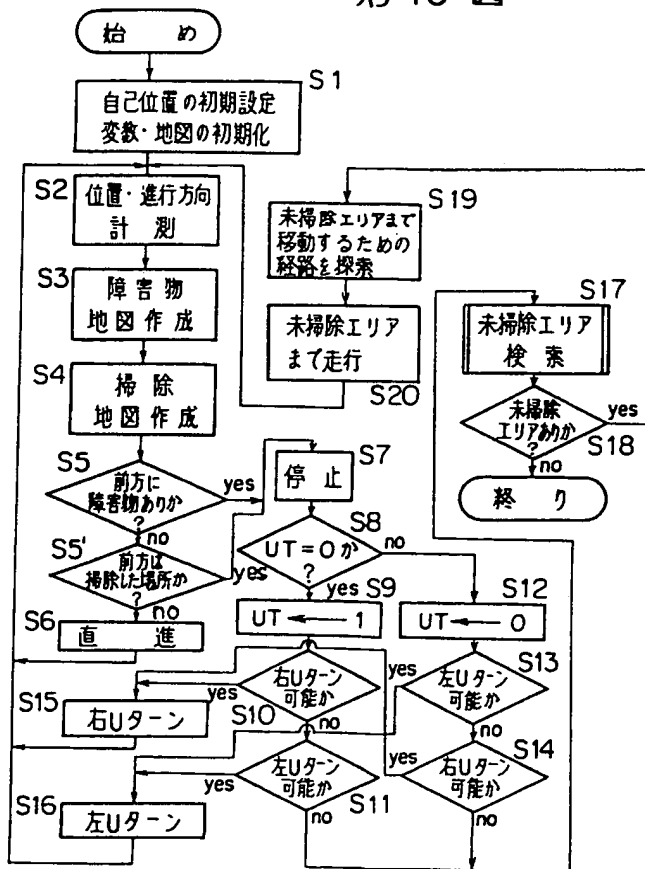 第10図
始め
S1
自己位置の初期設定
変数・地図の初期化
S2
位置・進行方向
計測
S3
障害物
地図作成
S4
掃除
地図作成
S5
前方に
障害物ありか
?
yes
no
S5'
前方は
掃除した場所か
?
yes
no
S6
直進
S7
停止
S8
UT=0か
?
no
yes
S9
UT ← 1
S10
右Uターン
可能か
yes
no
S11
左Uターン
可能か
yes
no
S12
UT ← 0
S13
左Uターン
可能か
yes
no
S14
右Uターン
可能か
yes
no
S15
右Uターン
S16
左Uターン
S17
未掃除エリア
検索
S18
未掃除
エリアありか
?
yes
no
終り
S19
未掃除エリアまで
移動するための
経路を探索
S20
未掃除エリア
まで走行